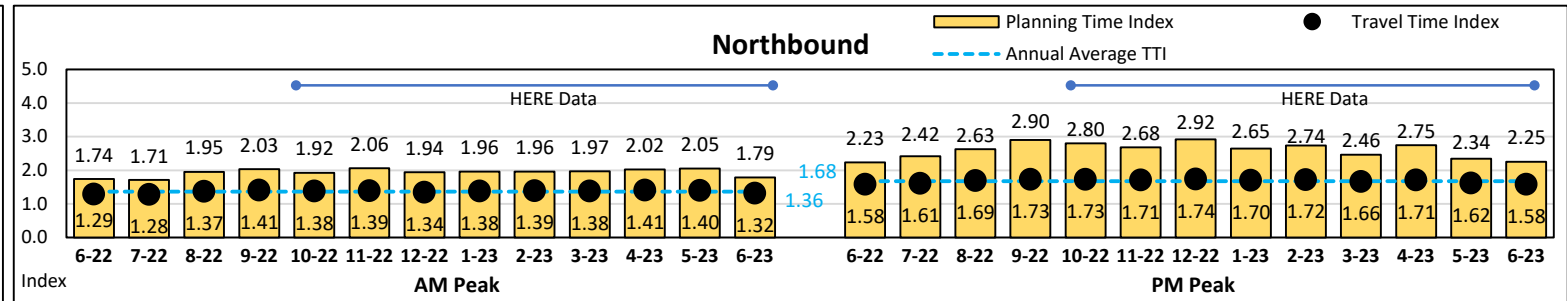 Planning Time Index
Travel Time Index
Northbound
Annual Average TTI
5.0
HERE Data
HERE Data
4.0
3.0
2.0
1.0
0.0
1.74 1.71 1.95 2.03 1.92 2.06 1.94 1.96 1.96 1.97 2.02 2.05 1.79
2.23 2.42 2.63 2.90 2.80 2.68 2.92 2.65 2.74 2.46 2.75 2.34 2.25
1.68
1.36
1.29 1.28 1.37 1.41 1.38 1.39 1.34 1.38 1.39 1.38 1.41 1.40 1.32
1.58 1.61 1.69 1.73 1.73 1.71 1.74 1.70 1.72 1.66 1.71 1.62 1.58
6-22 7-22 8-22 9-22 10-22 11-22 12-22 1-23 2-23 3-23 4-23 5-23 6-23
6-22 7-22 8-22 9-22 10-22 11-22 12-22 1-23 2-23 3-23 4-23 5-23 6-23
Index
AM Peak
PM Peak